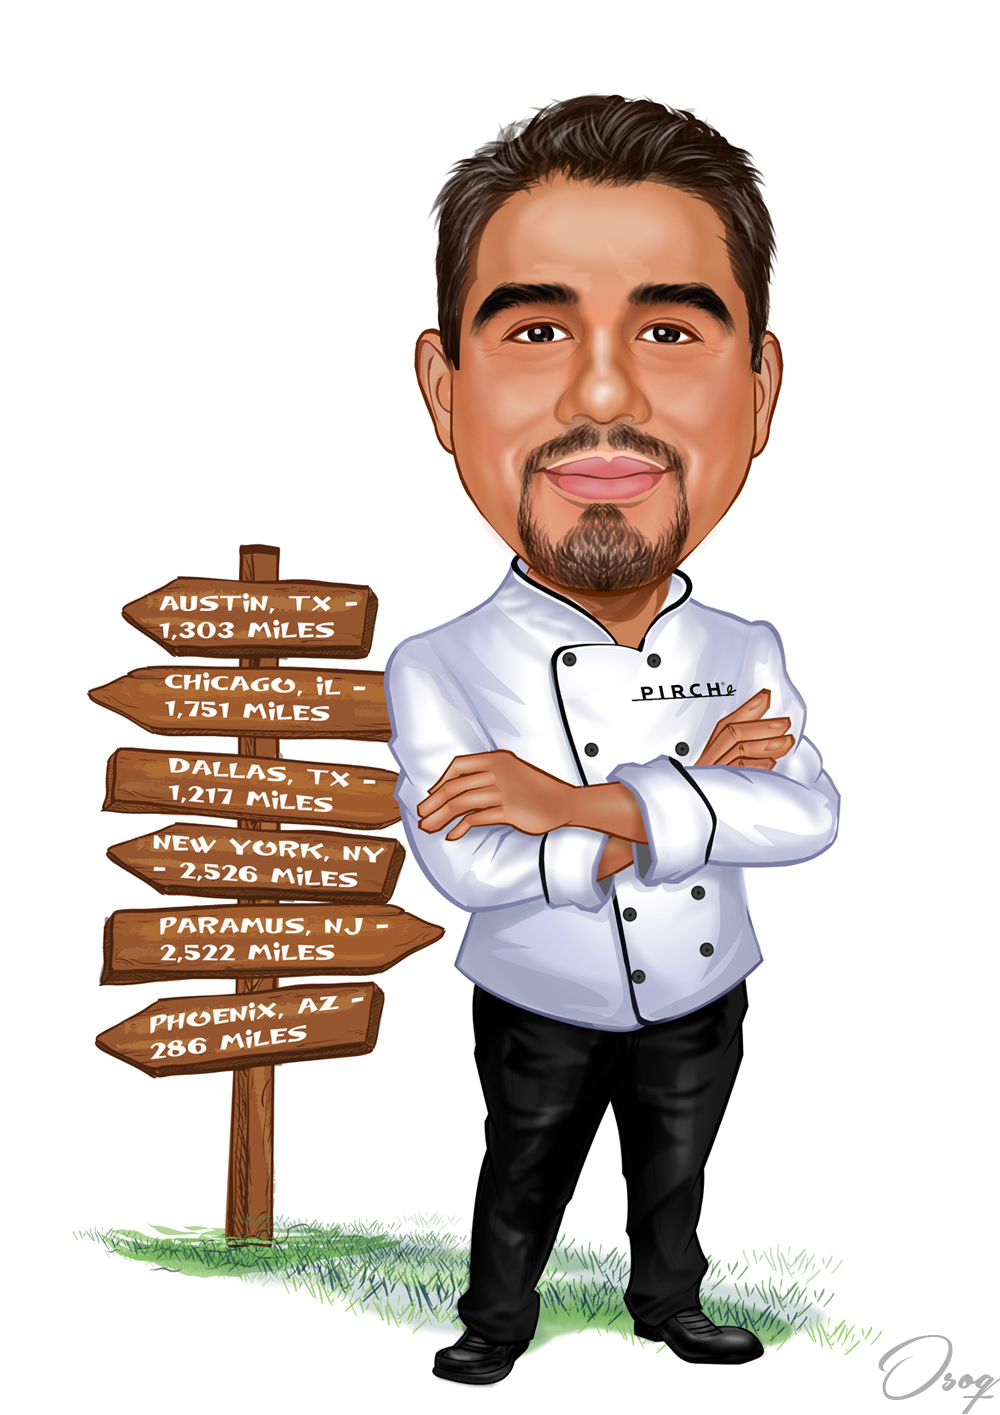 AUSTiN, TX -
1,303 MiLES
CHiCAGO, iL -
1,751 MiLES
DALLAS, TX -
1,217 MiLES
NEW YORK, NY
- 2,526 MiLES
PARAMUS, NJ -
2,522 MiLES
PHOENiX, AZ -
286 MiLES
PIRCH®
Osoq